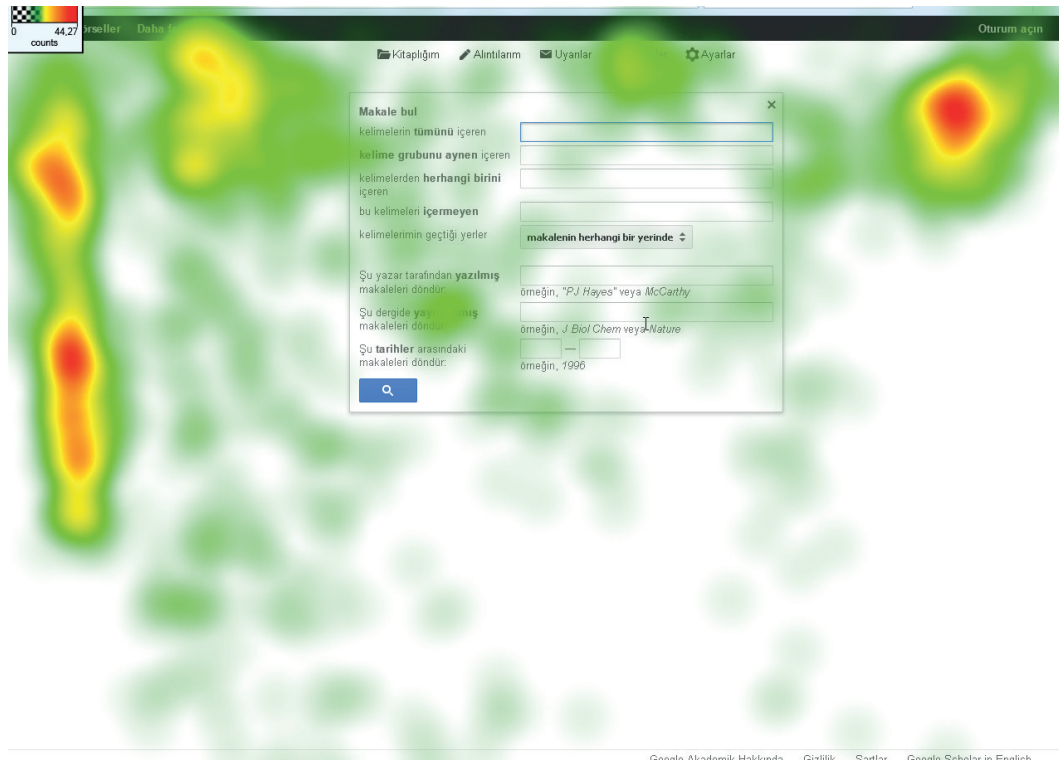 0 44,27
counts
Oturum açın
Kitaplığım Alıntılarım Uyarılar Ayarlar
Makale bul ×
kelimelerin tümünü içeren
kelime grubunu aynen içeren
kelimelerden herhangi birini
içeren
bu kelimeleri içermeyen
kelimelerimin geçtiği yerler makalenin herhangi bir yerinde
Şu yazar tarafından yazılmış
makaleleri döndür:
örneğin, "PJ Hayes" veya McCarthy
Şu dergide
makaleleri döndür:
örneğin, J Biol Chem veya Nature
Şu tarihler arasındaki
makaleleri döndür:
—
örneğin, 1996
Google Akademik Hakkında Gizlilik Şartlar Google Scholar in English